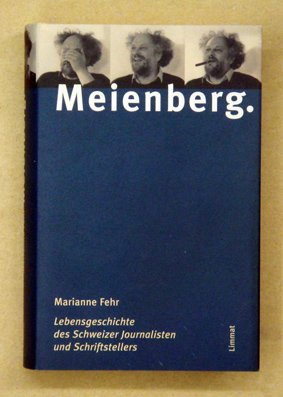 Meienberg.
Marianne Fehr
Lebensgeschichte
des Schweizer Journalisten
und Schriftstellers
Limmat